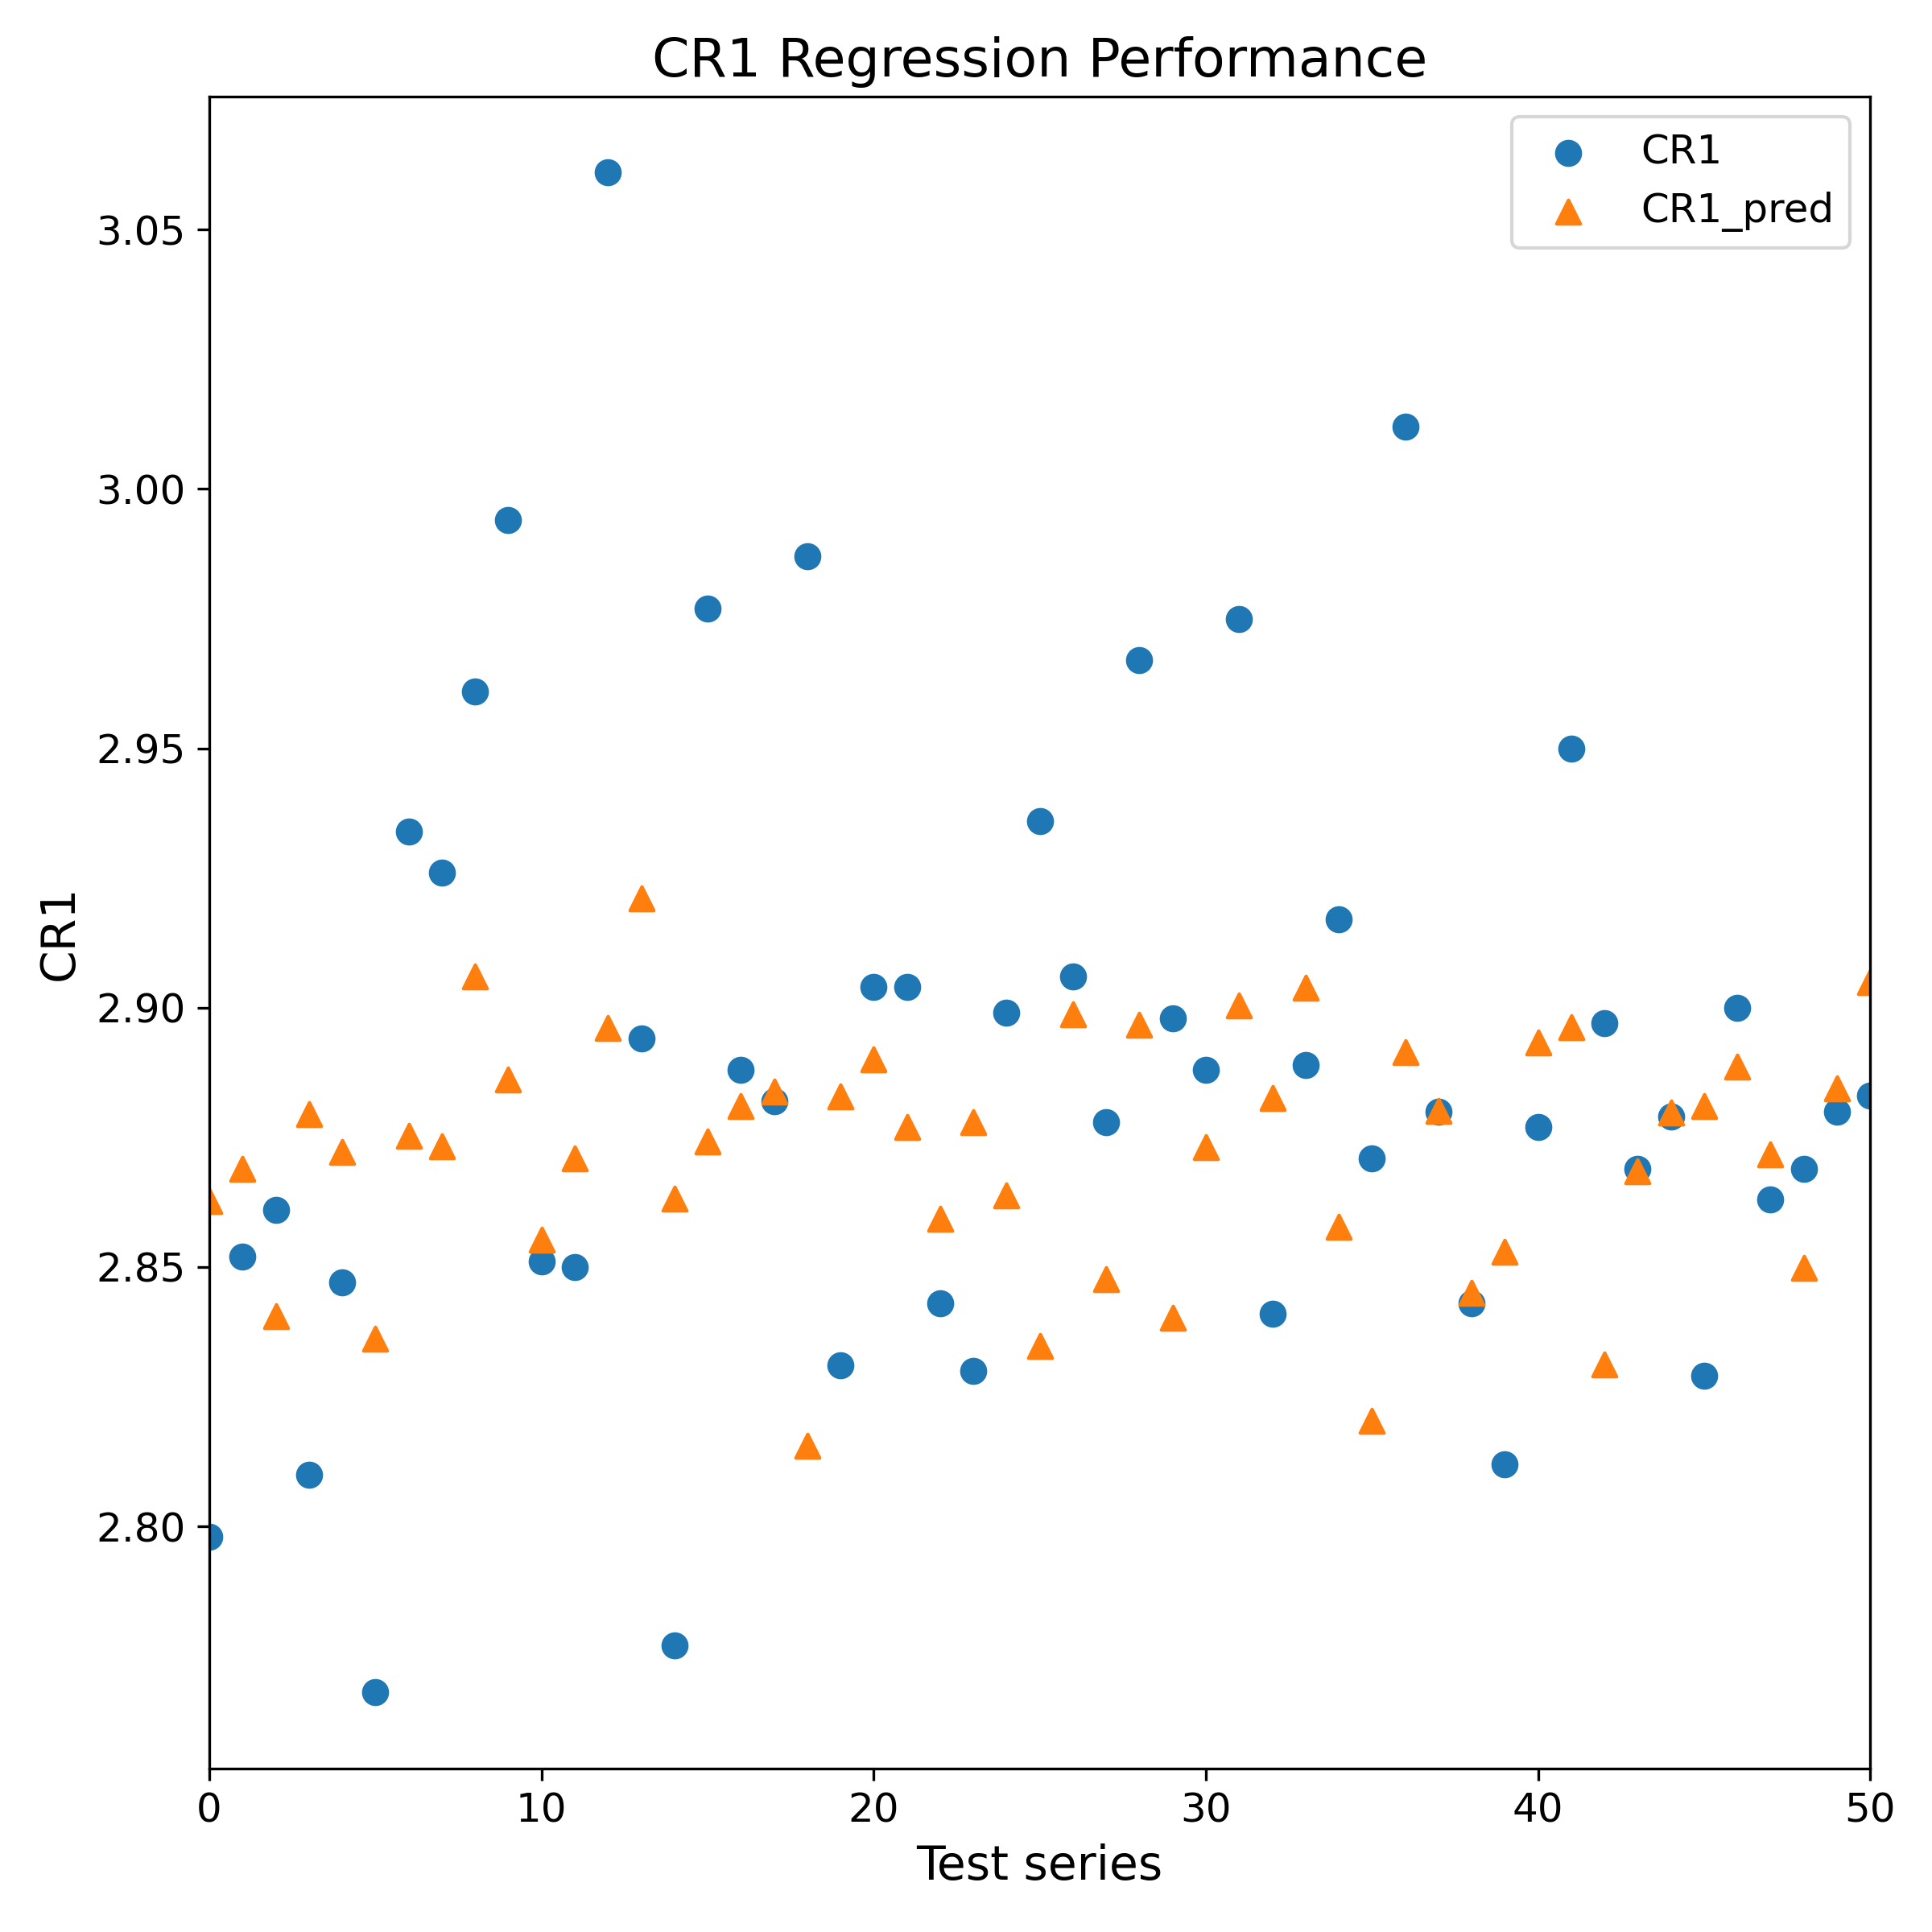 CR1 Regression Performance
CR1
CR1_pred
3.05
3.00
2.95
2.90
2.85
2.80
CR1
0 10 20 30 40 50
Test series